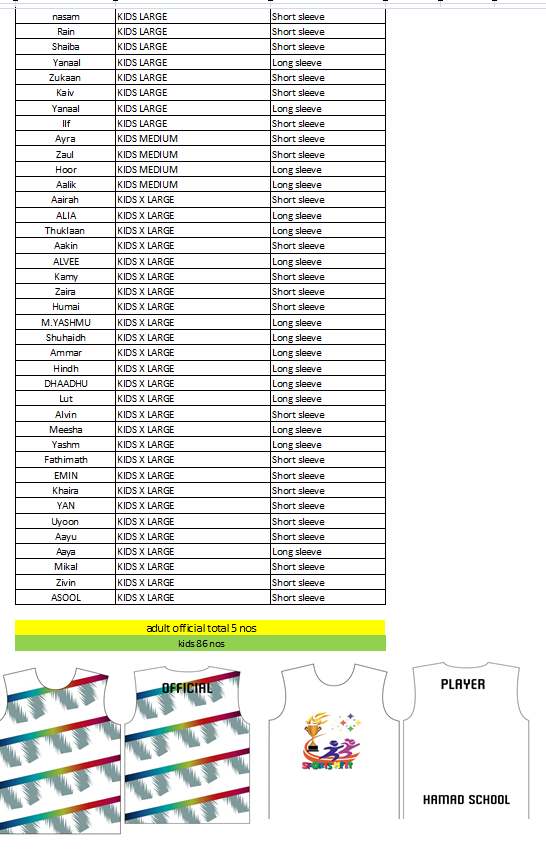 nasam KIDS LARGE Short sleeve
Rain KIDS LARGE Short sleeve
Shaiba KIDS LARGE Short sleeve
Yanaal KIDS LARGE Long sleeve
Zukaan KIDS LARGE Short sleeve
Kaiv KIDS LARGE Short sleeve
Yanaal KIDS LARGE Long sleeve
Ilf KIDS LARGE Short sleeve
Ayra KIDS MEDIUM Short sleeve
Zaul KIDS MEDIUM Short sleeve
Hoor KIDS MEDIUM Long sleeve
Aalik KIDS MEDIUM Long sleeve
Aairah KIDS X LARGE Short sleeve
ALIA KIDS X LARGE Long sleeve
Thuklaan KIDS X LARGE Long sleeve
Aakin KIDS X LARGE Short sleeve
ALVEE KIDS X LARGE Long sleeve
Kamy KIDS X LARGE Short sleeve
Zaira KIDS X LARGE Short sleeve
Humai KIDS X LARGE Short sleeve
M.YASHMU KIDS X LARGE Long sleeve
Shuhaidh KIDS X LARGE Long sleeve
Ammar KIDS X LARGE Long sleeve
Hindh KIDS X LARGE Long sleeve
DHAADHU KIDS X LARGE Long sleeve
Lut KIDS X LARGE Long sleeve
Alvin KIDS X LARGE Short sleeve
Meesha KIDS X LARGE Long sleeve
Yashm KIDS X LARGE Long sleeve
Fathimath KIDS X LARGE Short sleeve
EMIN KIDS X LARGE Short sleeve
Khaira KIDS X LARGE Short sleeve
YAN KIDS X LARGE Short sleeve
Uyoon KIDS X LARGE Short sleeve
Aayu KIDS X LARGE Short sleeve
Aaya KIDS X LARGE Long sleeve
Mikal KIDS X LARGE Short sleeve
Zivin KIDS X LARGE Short sleeve
ASOOL KIDS X LARGE Short sleeve
adult official total 5 nos
kids 86 nos
OFFICIAL
PLAYER
HAMAD SCHOOL